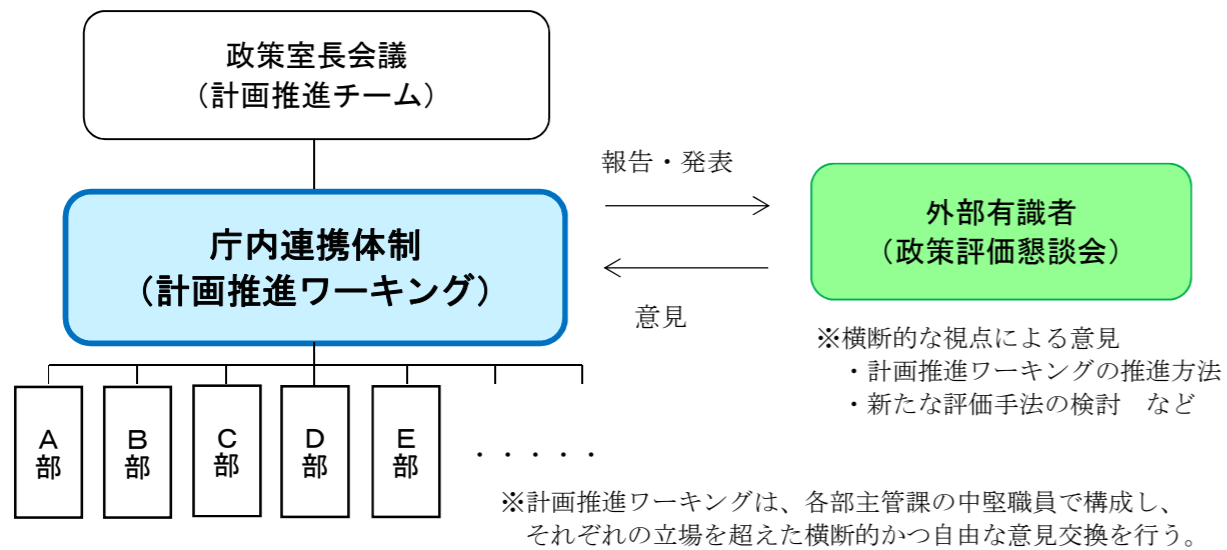 政策室長会議
（計画推進チーム）
庁内連携体制
（計画推進ワーキング）
報告・発表
意見
外部有識者
（政策評価懇談会）
※横断的な視点による意見
・計画推進ワーキングの推進方法
・新たな評価手法の検討　など
Ａ部
Ｂ部
Ｃ部
Ｄ部
Ｅ部
・・・・・
※計画推進ワーキングは、各部主管課の中堅職員で構成し、
それぞれの立場を超えた横断的かつ自由な意見交換を行う。